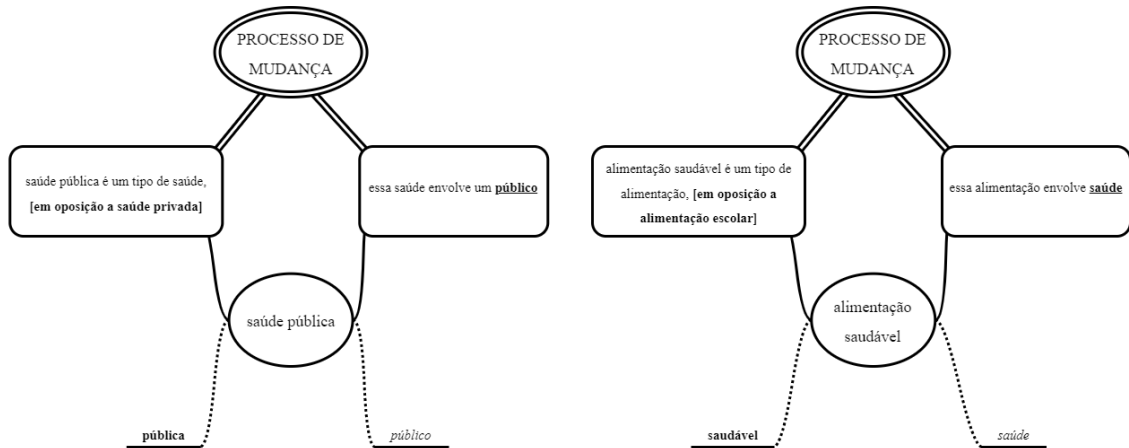 PROCESSO DE
MUDANÇA
saúde pública é um tipo de saúde,
[em oposição a saúde privada]
essa saúde envolve um público
saúde pública
pública
público
PROCESSO DE
MUDANÇA
alimentação saudável é um tipo de
alimentação, [em oposição a
alimentação escolar]
essa alimentação envolve saúde
alimentação
saudável
saudável
saúde